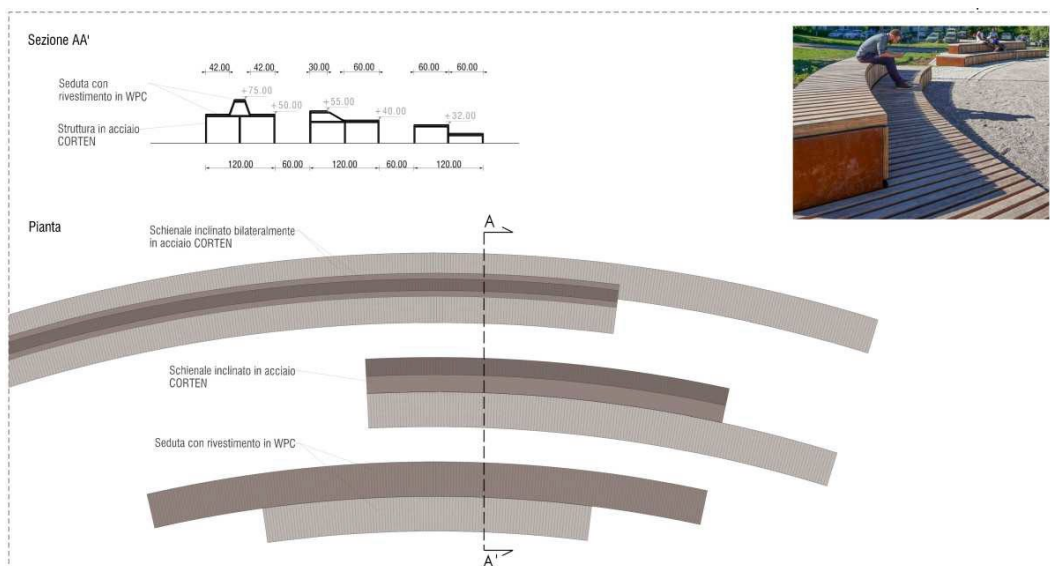 Sezione AA'
42.00 42.00 30.00 60.00 60.00 60.00
Seduta con
rivestimento in WPC
+75.00
+50.00
+55.00
+40.00
+32.00
Struttura in acciaio
CORTEN
120.00 60.00 120.00 60.00 120.00
Pianta
Schienale inclinato bilateralmente
in acciaio CORTEN
A
Schienale inclinato in acciaio
CORTEN
Seduta con rivestimento in WPC
A'